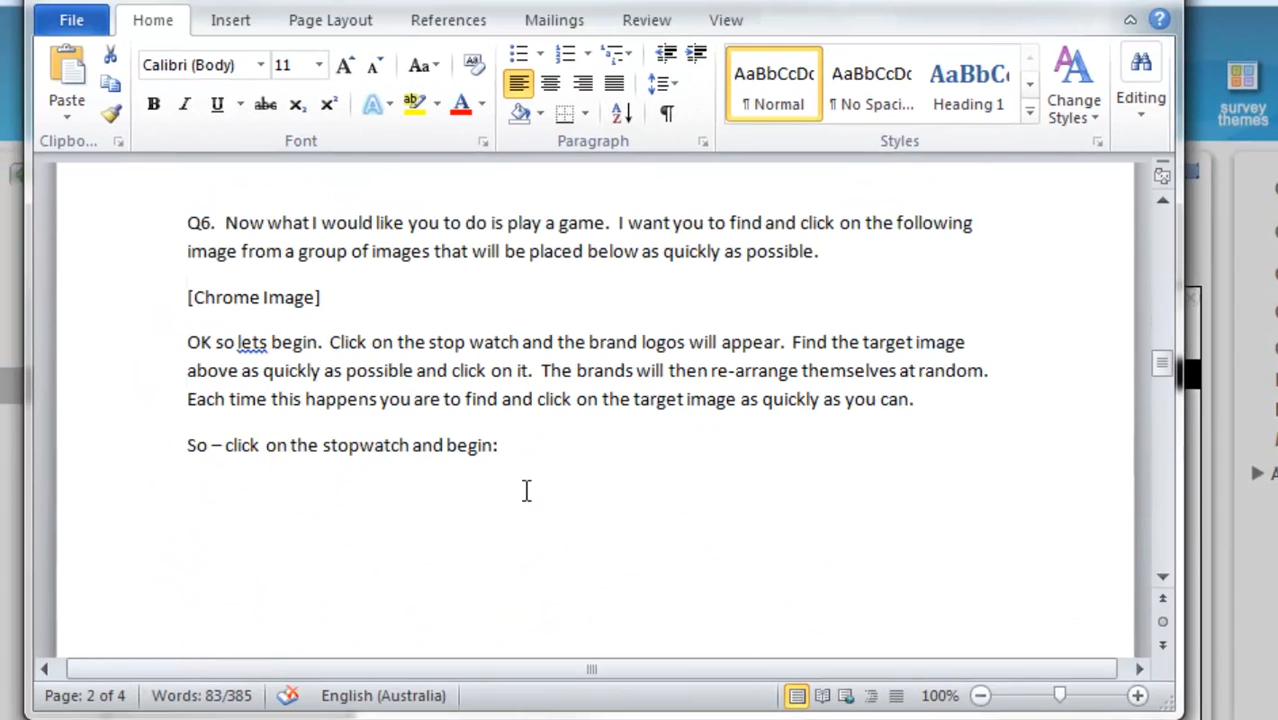 File Home Insert Page Layout References Mailings Review View
Calibri (Body) 11
Paste
Change
Styles
Editing
AaBbCcDc AaBbCcDc AaBbC
¶ Normal ¶ No Spaci... Heading 1
Clipbo... Font Paragraph Styles
survey
themes
Q6. Now what I would like you to do is play a game. I want you to find and click on the following
image from a group of images that will be placed below as quickly as possible.
[Chrome Image]
OK so lets begin. Click on the stop watch and the brand logos will appear. Find the target image
above as quickly as possible and click on it. The brands will then re-arrange themselves at random.
Each time this happens you are to find and click on the target image as quickly as you can.
So – click on the stopwatch and begin:
Page: 2 of 4 Words: 83/385 English (Australia) 100%